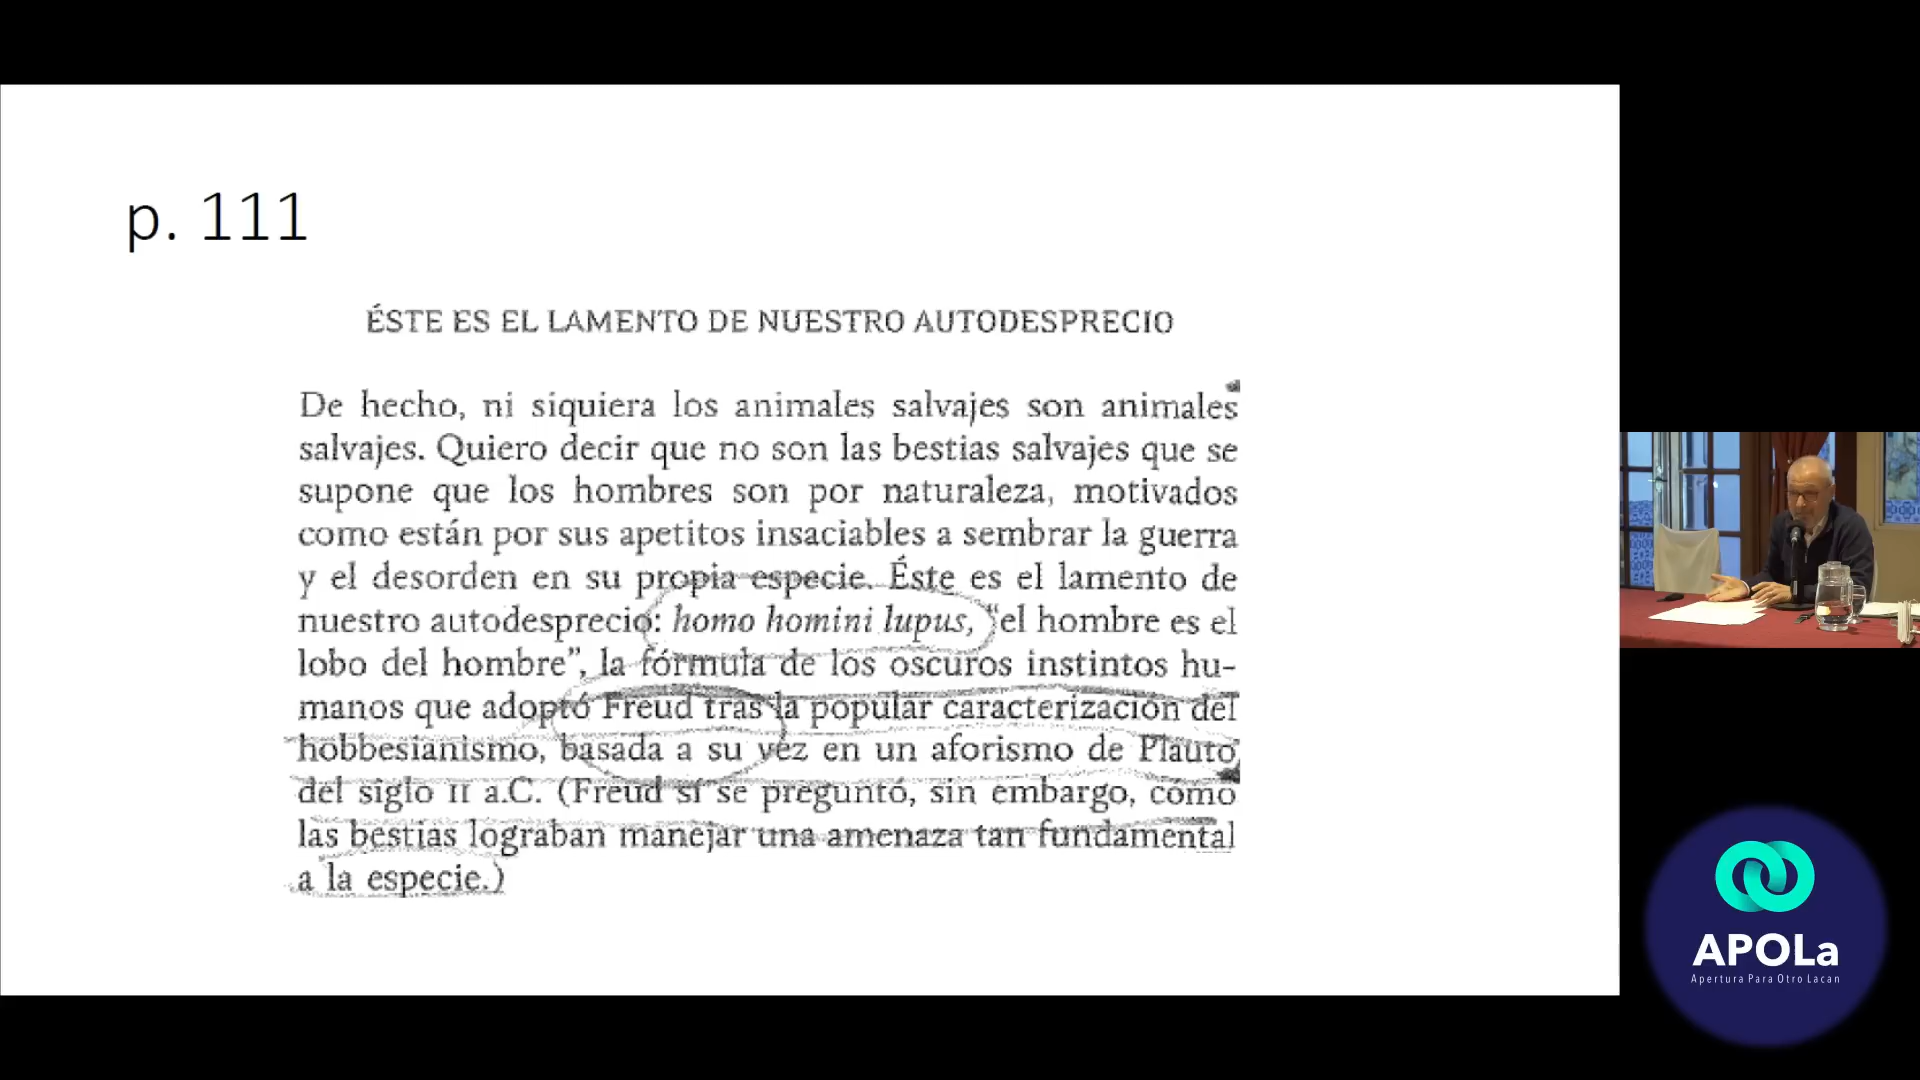 p. 111
ÉSTE ES EL LAMENTO DE NUESTRO AUTODESPRECIO
De hecho, ni siquiera los animales salvajes son animales
salvajes. Quiero decir que no son las bestias salvajes que se
supone que los hombres son por naturaleza, motivados
como están por sus apetitos insaciables a sembrar la guerra
y el desorden en su propia especie. Éste es el lamento de
nuestro autodesprecio: homo homini lupus, "el hombre es el
lobo del hombre", la fórmula de los oscuros instintos hu-
manos que adoptó Freud tras la popular caracterización del
hobbesianismo, basada a su vez en un aforismo de Plauto
del siglo II a.C. (Freud sí se preguntó, sin embargo, cómo
las bestias lograban manejar una amenaza tan fundamental
a la especie.)
APOLa
Apertura Para Otro Lacan